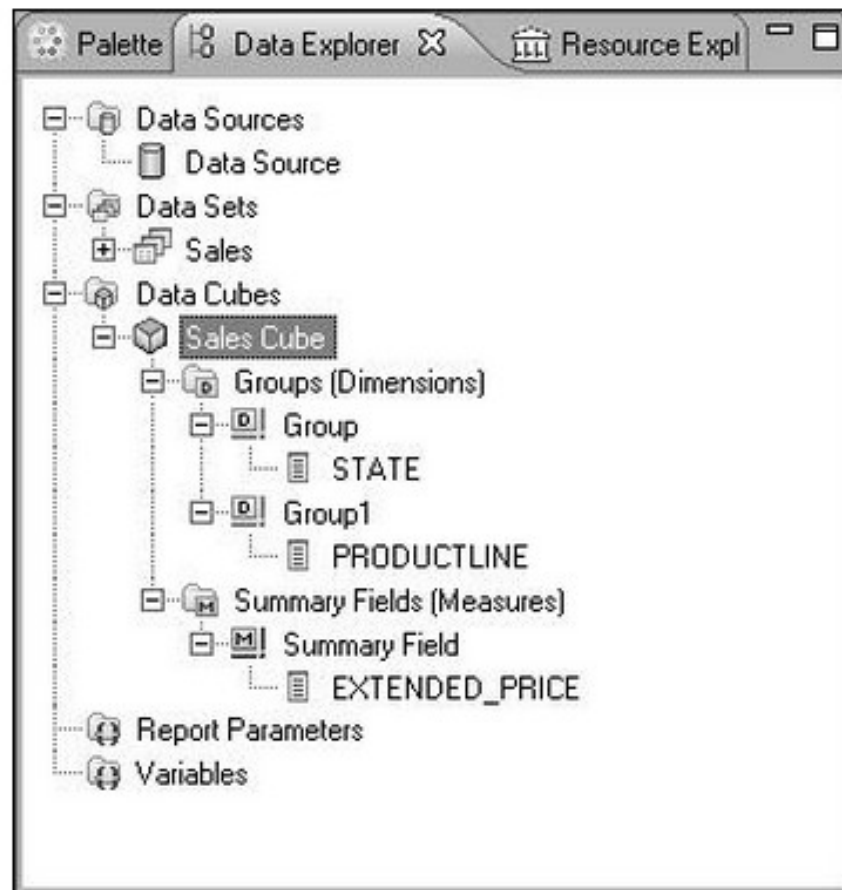 Palette Data Explorer Resource Expl
Data Sources
Data Source
Data Sets
Sales
Data Cubes
Sales Cube
Groups (Dimensions)
Group
STATE
Group1
PRODUCTLINE
Summary Fields (Measures)
Summary Field
EXTENDED_PRICE
Report Parameters
Variables